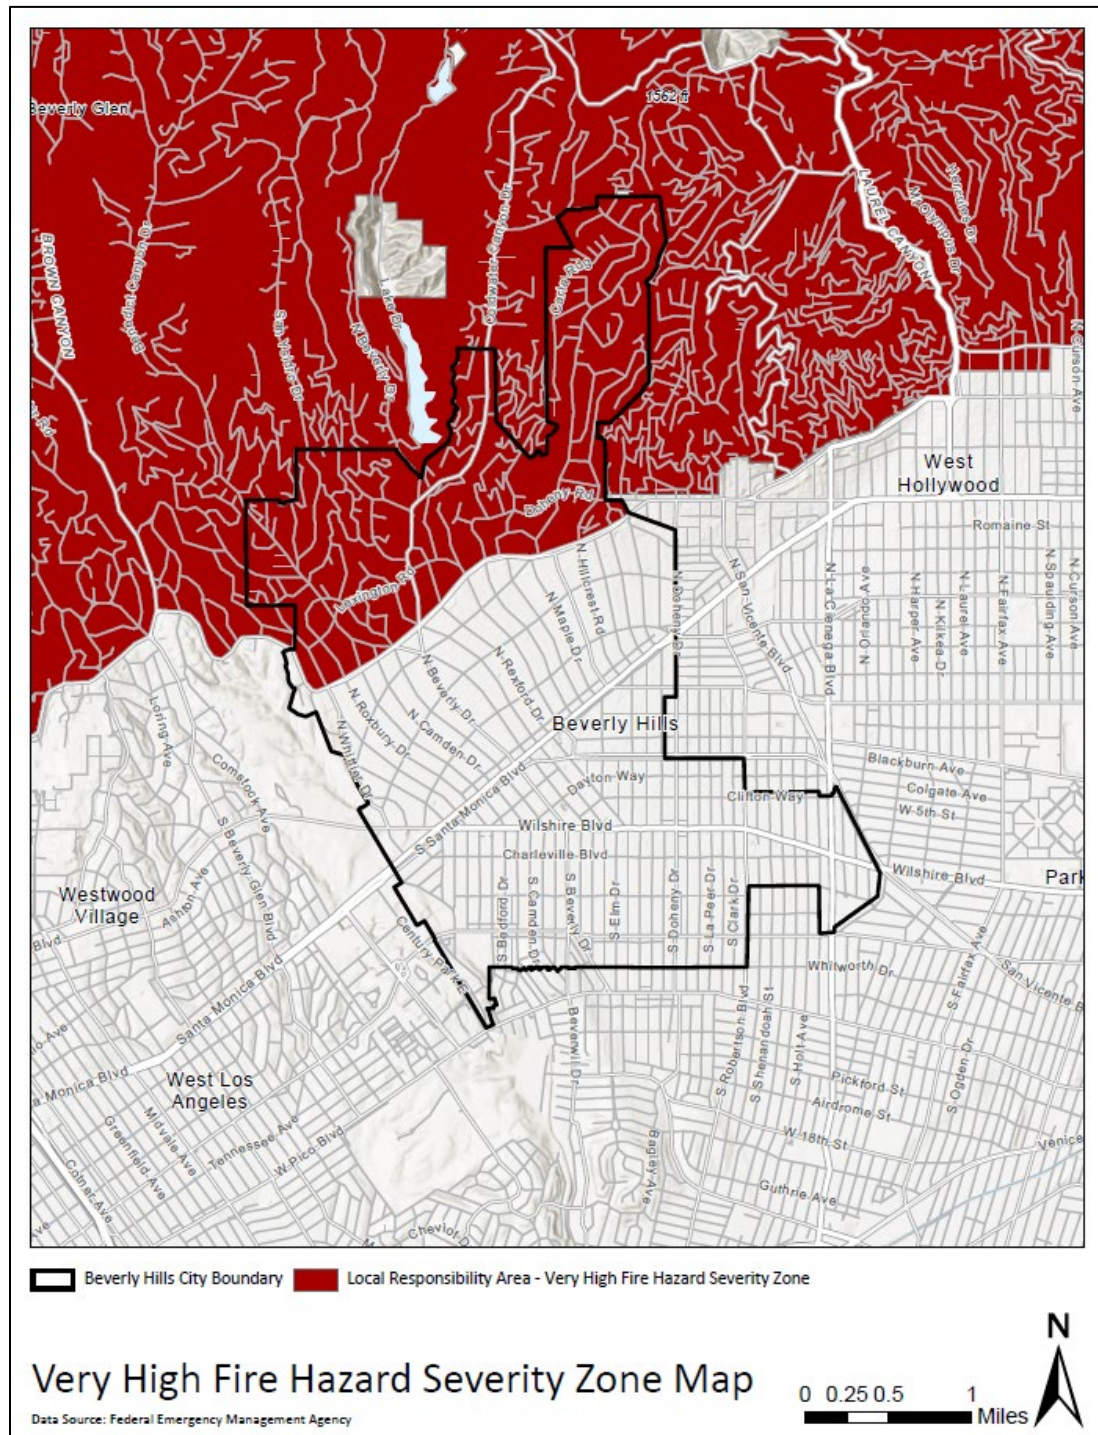 Beverly Glen
1562 ft
LAUREL CANYON
Hercules Dr
Mt Olympus Dr
BROWN CANYON
Benedict Canyon Dr
San Ysidro Dr
Lake Dr
N Beverly Dr
Coldwater Canyon Dr
Carla Rdg
N Curson Ave
West
Hollywood
Doheny Rd
Lexington Rd
Romaine St
N Hillcrest Rd
N Maple Dr
N Doheny Dr
N San Vicente Blvd
N La Cienega Blvd
N Orlando Ave
N Harper Ave
N Kilkea Dr
N Laurel Ave
N Fairfax Ave
N Spaulding Ave
N Curson Ave
N Beverly Dr
N Rexford Dr
N Roxbury Dr
N Camden Dr
N Whittier Dr
Loring Ave
Comstock Ave
Beverly Hills
Dayton Way
Clifton Way
Blackburn Ave
Colgate Ave
W 5th St
S Santa Monica Blvd
Wilshire Blvd
Charleville Blvd
Wilshire Blvd
Park
S Beverly Glen Blvd
Ashton Ave
Westwood
Village
Blvd
S Bedford Dr
S Camden Dr
S Beverly Dr
S Elm Dr
S Doheny Dr
S La Peer Dr
S Clark Dr
Century Park E
Whitworth Dr
S Fairfax Ave
San Vicente B
Santa Monica Blvd
a Monica Blvd
io Ave
West Los
Angeles
Beverwil Dr
S Robertson Blvd
S Shenandoah St
S Holt Ave
Pickford St
Airdrome St
W 18th St
S Ogden Dr
Venice
Midvale Ave
Greenfield Ave
Tennessee Ave
W Pico Blvd
Cotner Ave
Bagley Ave
Guthrie Ave
Cheviot D
Beverly Hills City Boundary
Local Responsibility Area - Very High Fire Hazard Severity Zone
Very High Fire Hazard Severity Zone Map
Data Source: Federal Emergency Management Agency
0 0.25 0.5 1
Miles
N